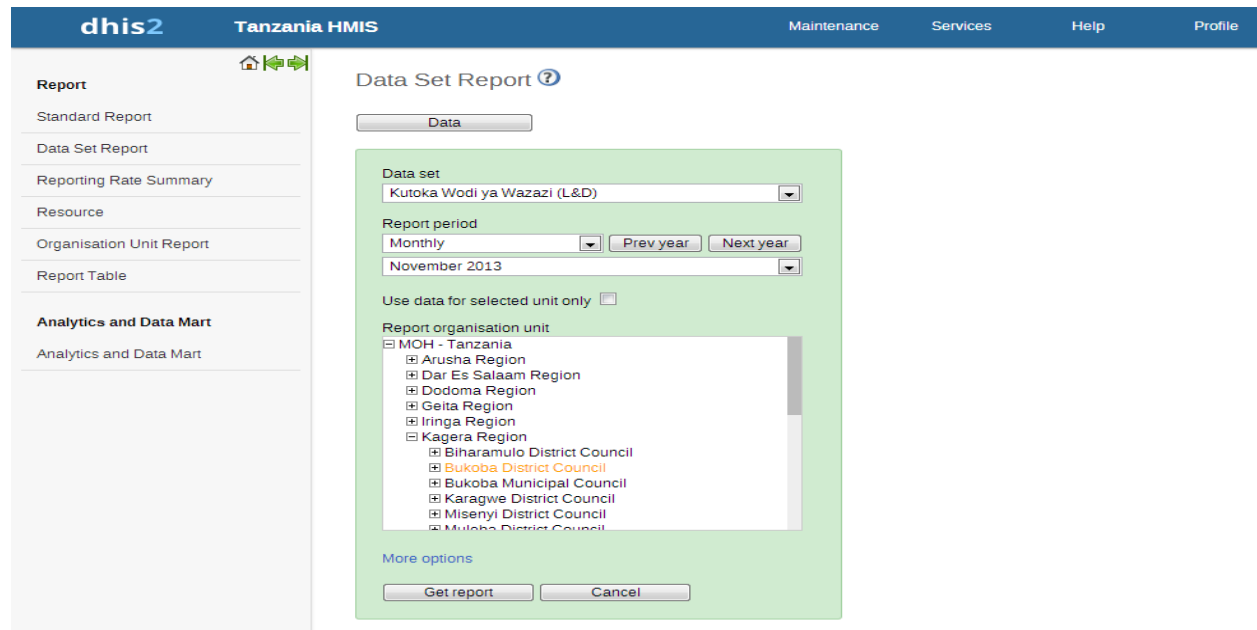 dhis2 Tanzania HMIS Maintenance Services Help Profile
Report
Standard Report
Data Set Report
Reporting Rate Summary
Resource
Organisation Unit Report
Report Table
Analytics and Data Mart
Analytics and Data Mart
Data Set Report ?
Data
Data set
Kutoka Wodi ya Wazazi (L&D)
Report period
Monthly Prev year Next year
November 2013
Use data for selected unit only
Report organisation unit
MOH - Tanzania
Arusha Region
Dar Es Salaam Region
Dodoma Region
Geita Region
Iringa Region
Kagera Region
Biharamulo District Council
Bukoba District Council
Bukoba Municipal Council
Karagwe District Council
Misenyi District Council
Muleba District Council
More options
Get report Cancel